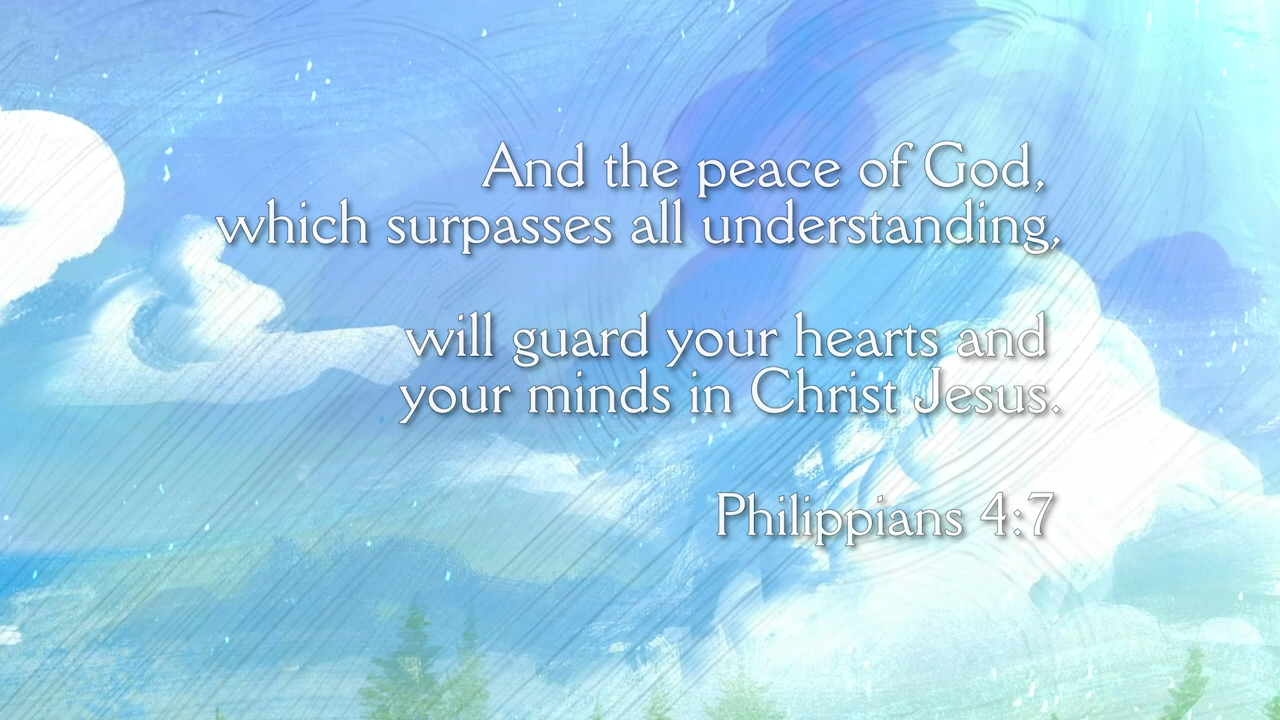 And the peace of God,
which surpasses all understanding,
will guard your hearts and
your minds in Christ Jesus.
Philippians 4:7